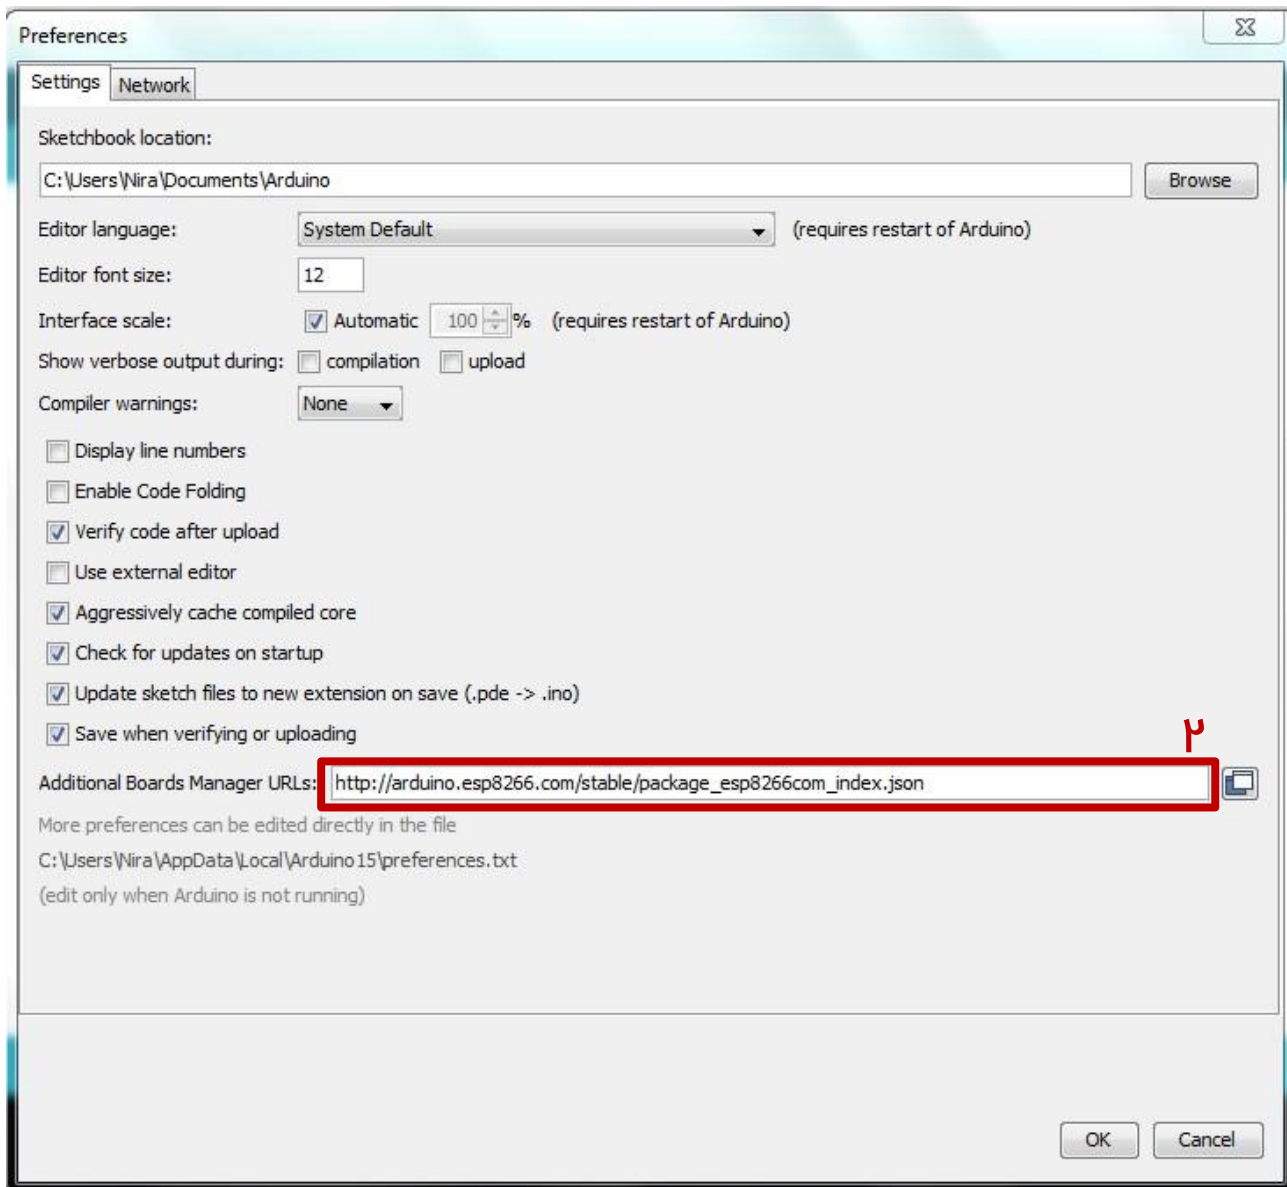 Preferences
Settings Network
Sketchbook location:
C:\Users\Nira\Documents\Arduino Browse
Editor language: System Default (requires restart of Arduino)
Editor font size: 12
Interface scale: Automatic 100 % (requires restart of Arduino)
Show verbose output during: compilation upload
Compiler warnings: None
Display line numbers
Enable Code Folding
Verify code after upload
Use external editor
Aggressively cache compiled core
Check for updates on startup
Update sketch files to new extension on save (.pde -> .ino)
Save when verifying or uploading
۲
Additional Boards Manager URLs: http://arduino.esp8266.com/stable/package_esp8266com_index.json
More preferences can be edited directly in the file
C:\Users\Nira\AppData\Local\Arduino15\preferences.txt
(edit only when Arduino is not running)
OK Cancel